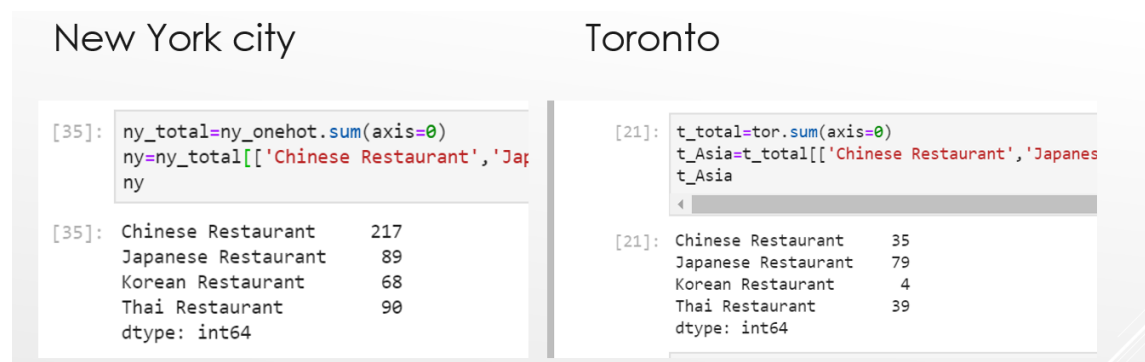 New York city
[35]: ny_total=ny_onehot.sum(axis=0)
ny=ny_total[['Chinese Restaurant','Jap
ny
[35]: Chinese Restaurant 217
Japanese Restaurant 89
Korean Restaurant 68
Thai Restaurant 90
dtype: int64
Toronto
[21]: t_total=tor.sum(axis=0)
t_Asia=t_total[['Chinese Restaurant','Japanes
t_Asia
[21]: Chinese Restaurant 35
Japanese Restaurant 79
Korean Restaurant 4
Thai Restaurant 39
dtype: int64